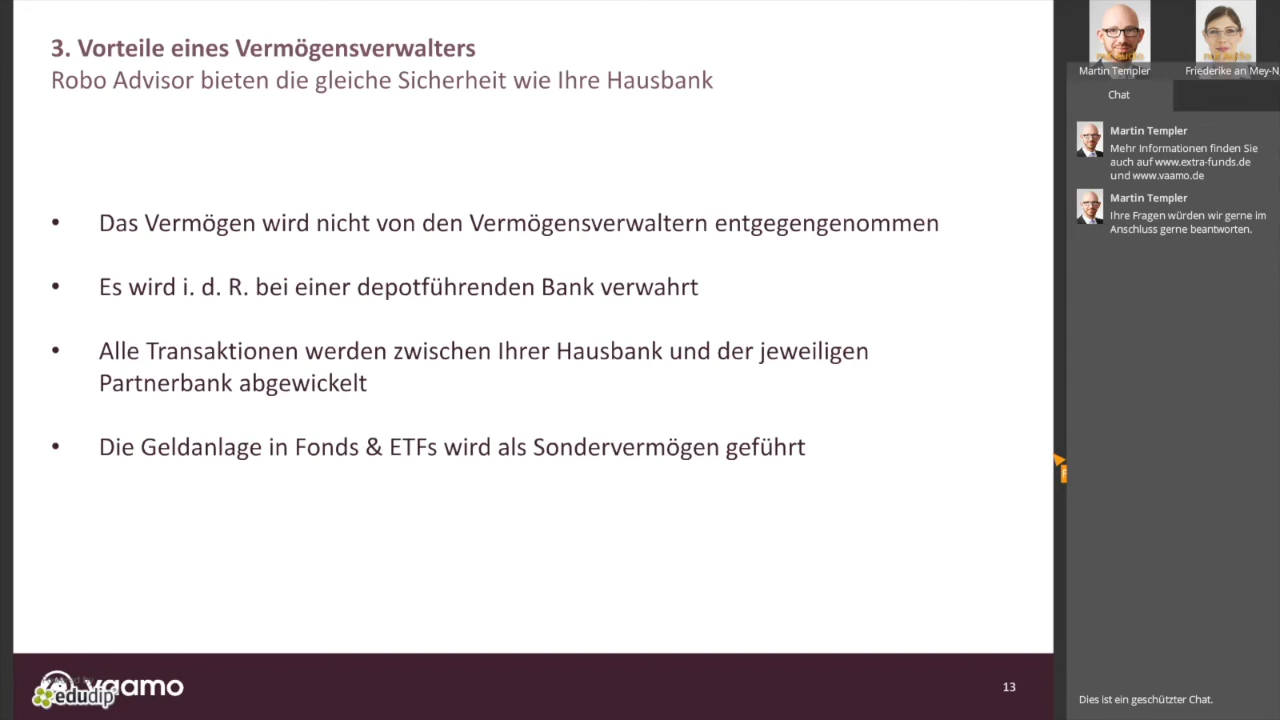 3. Vorteile eines Vermögensverwalters
Robo Advisor bieten die gleiche Sicherheit wie Ihre Hausbank
• Das Vermögen wird nicht von den Vermögensverwaltern entgegengenommen
• Es wird i. d. R. bei einer depotführenden Bank verwahrt
• Alle Transaktionen werden zwischen Ihrer Hausbank und der jeweiligen
Partnerbank abgewickelt
• Die Geldanlage in Fonds & ETFs wird als Sondervermögen geführt
vaamo
edudip
13
Martin Templer
Friederike an Mey-N
Chat
Martin Templer
Mehr Informationen finden Sie
auch auf www.extra-funds.de
und www.vaamo.de
Martin Templer
Ihre Fragen würden wir gerne im
Anschluss gerne beantworten.
Dies ist ein geschützter Chat.